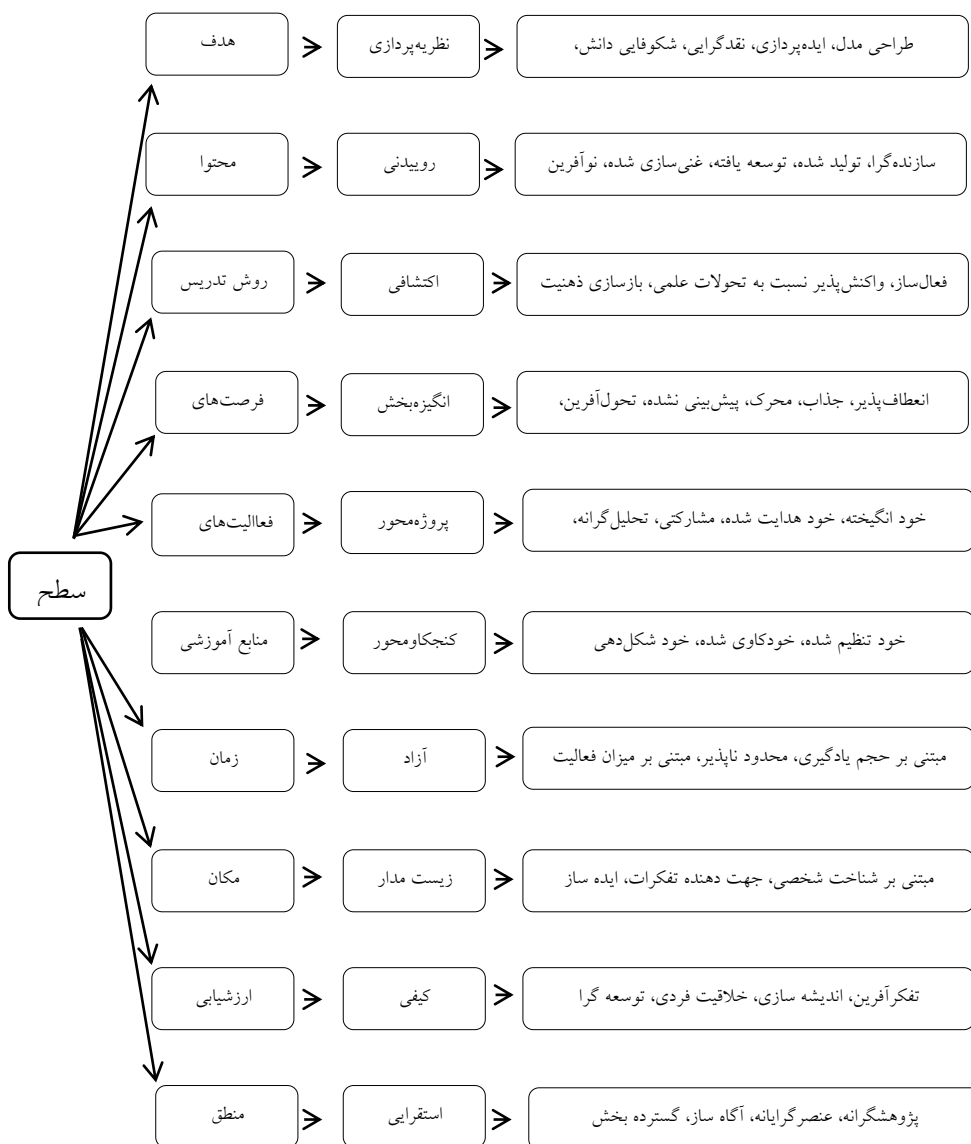 هدف
نظریه‌پردازی
طراحی مدل، ایده‌پردازی، نقدگرایی، شکوفایی دانش،
محتوا
روییدنی
سازنده‌گرا، تولید شده، توسعه یافته، غنی‌سازی شده، نوآفرین
روش تدریس
اکتشافی
فعال‌ساز، واکنش‌پذیر نسبت به تحولات علمی، بازسازی ذهنیت
فرصت‌های
انگیزه‌بخش
انعطاف‌پذیر، جذاب، محرک، پیش‌بینی نشده، تحول‌آفرین،
فعاالیت‌های
پروژه‌محور
خود انگیخته، خود هدایت شده، مشارکتی، تحلیل‌گرانه،
سطح
منابع آموزشی
کنجکاومحور
خود تنظیم شده، خودکاوی شده، خود شکل‌دهی
زمان
آزاد
مبتنی بر حجم یادگیری، محدود ناپذیر، مبتنی بر میزان فعالیت
مکان
زیست مدار
مبتنی بر شناخت شخصی، جهت دهنده تفکرات، ایده ساز
ارزشیابی
کیفی
تفکرآفرین، اندیشه سازی، خلاقیت فردی، توسعه گرا
منطق
استقرایی
پژوهشگرانه، عنصرگرایانه، آگاه ساز، گسترده بخش